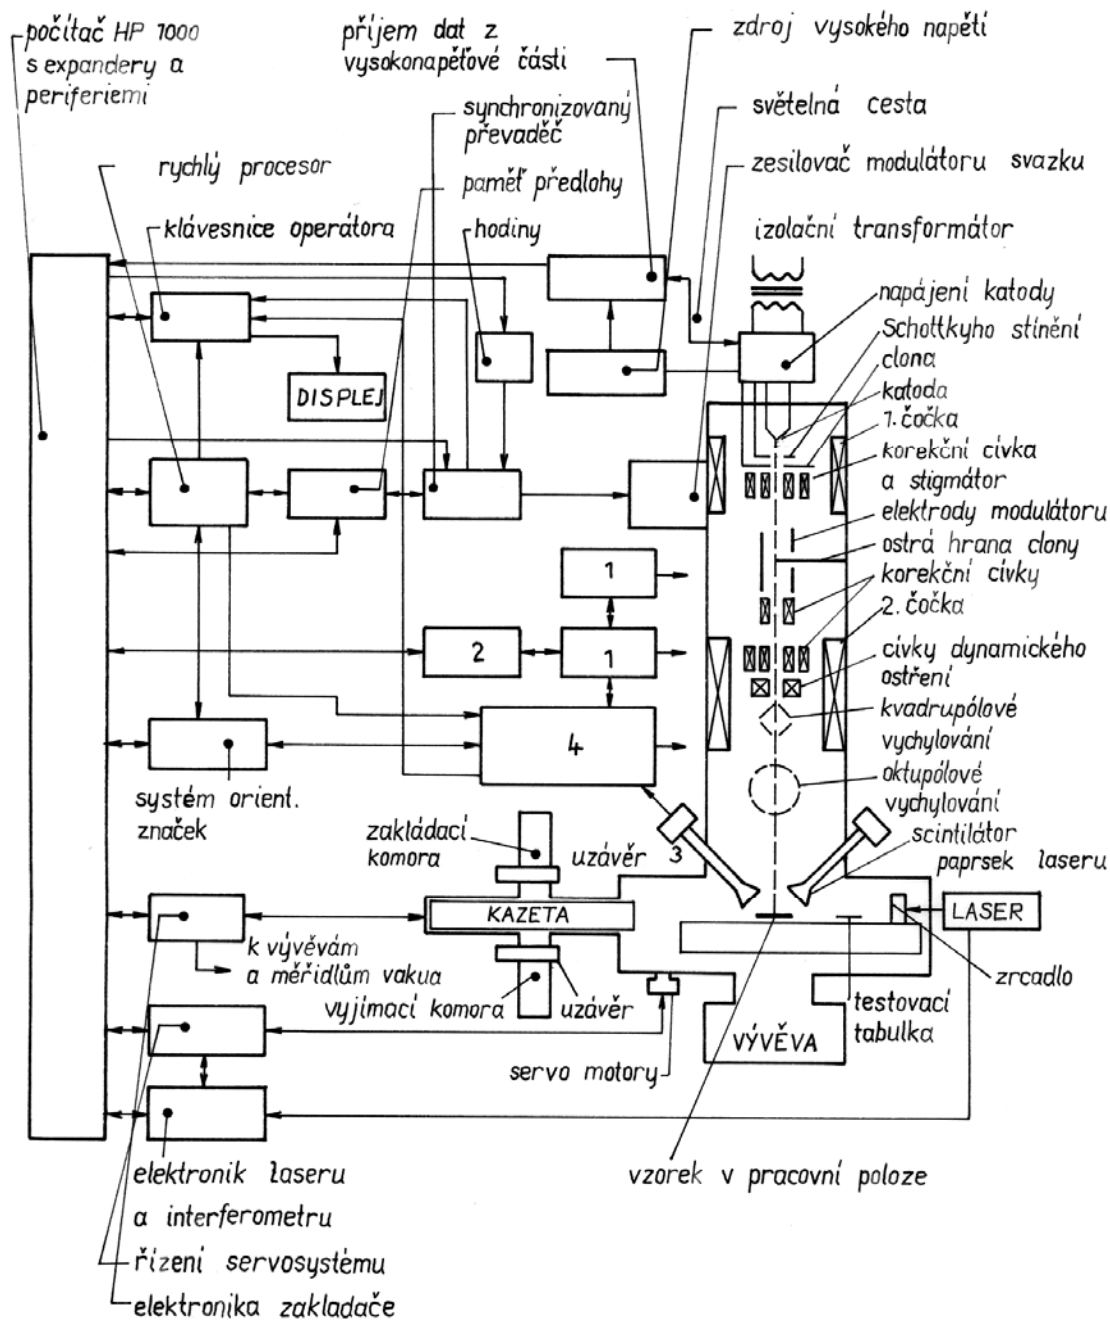 počítač HP 1000
s expandery a
periferiemi
příjem dat z
vysokonapěťové části
zdroj vysokého napětí
synchronizovaný
převaděč
světelná cesta
rychlý procesor
paměť předlohy
zesilovač modulátoru svazku
klávesnice operátora
hodiny
izolační transformátor
napájení katody
Schottkyho stínění
clona
katoda
1. čočka
korekční cívka
a stigmátor
elektrody modulátoru
ostrá hrana clony
korekční cívky
2. čočka
cívky dynamického
ostření
kvadrupólové
vychylování
oktupólové
vychylování
scintilátor
paprsek laseru
DISPLEJ
1
2
1
4
3
systém orient.
značek
zakládací
komora
uzávěr
KAZETA
LASER
k vývěvám
a měřidlům vakua
vyjímací komora
uzávěr
zrcadlo
testovací
tabulka
VÝVĚVA
servo motory
vzorek v pracovní poloze
elektronik laseru
a interferometru
řízení servosystému
elektronika zakladače